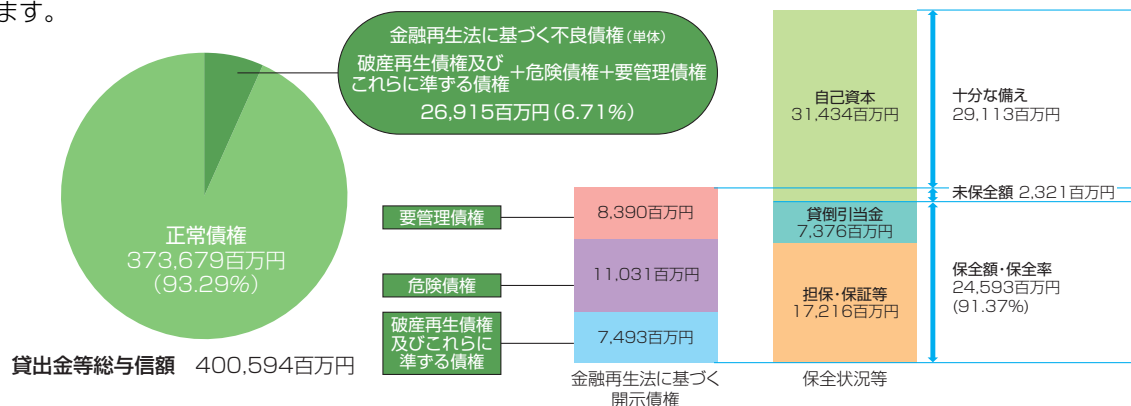 ます。
金融再生法に基づく不良債権(単体)
破産再生債権及び
これらに準ずる債権+危険債権+要管理債権
26,915百万円(6.71%)
正常債権
373,679百万円
(93.29%)
貸出金等総与信額 400,594百万円
要管理債権
危険債権
破産再生債権
及びこれらに
準ずる債権
8,390百万円
11,031百万円
7,493百万円
金融再生法に基づく
開示債権
自己資本
31,434百万円
貸倒引当金
7,376百万円
担保・保証等
17,216百万円
保全状況等
十分な備え
29,113百万円
未保全額 2,321百万円
保全額・保全率
24,593百万円
(91.37%)